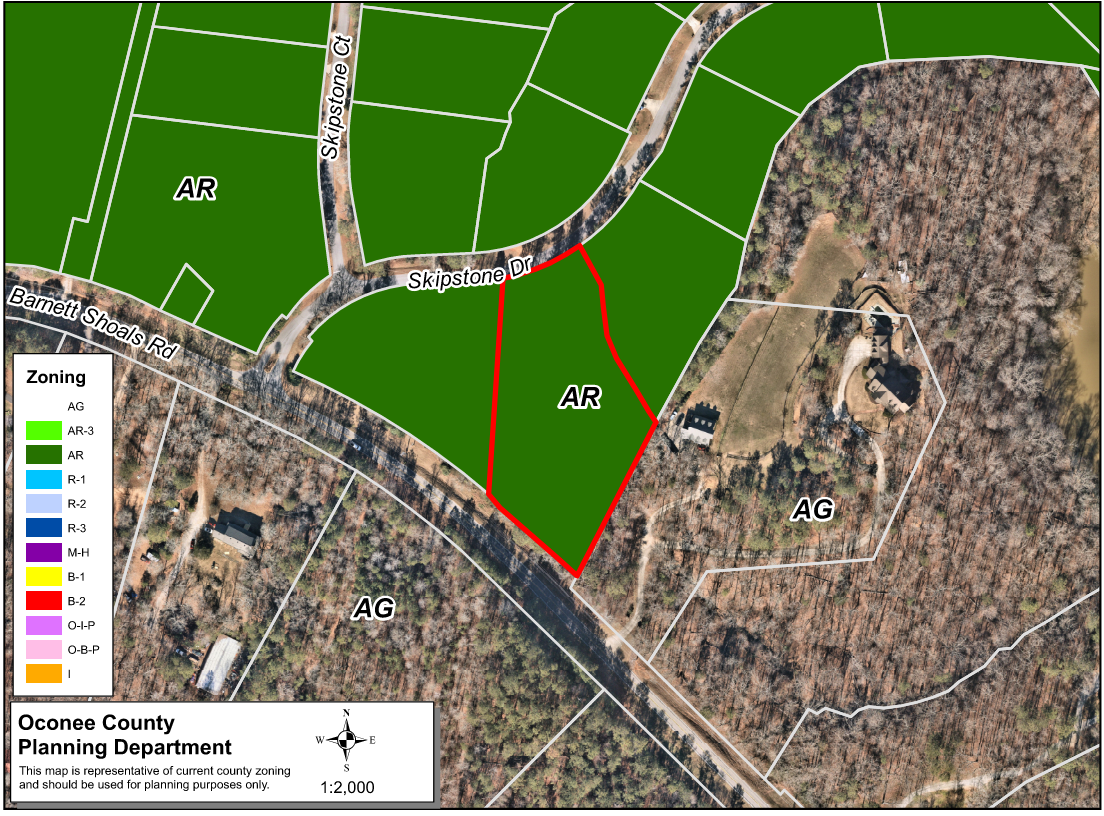 Skipstone Ct
AR
Skipstone Dr
Barnett Shoals Rd
AR
AG
AG
Zoning
AG
AR-3
AR
R-1
R-2
R-3
M-H
B-1
B-2
O-I-P
O-B-P
I
Oconee County
Planning Department
This map is representative of current county zoning
and should be used for planning purposes only.
N
W E
S
1:2,000